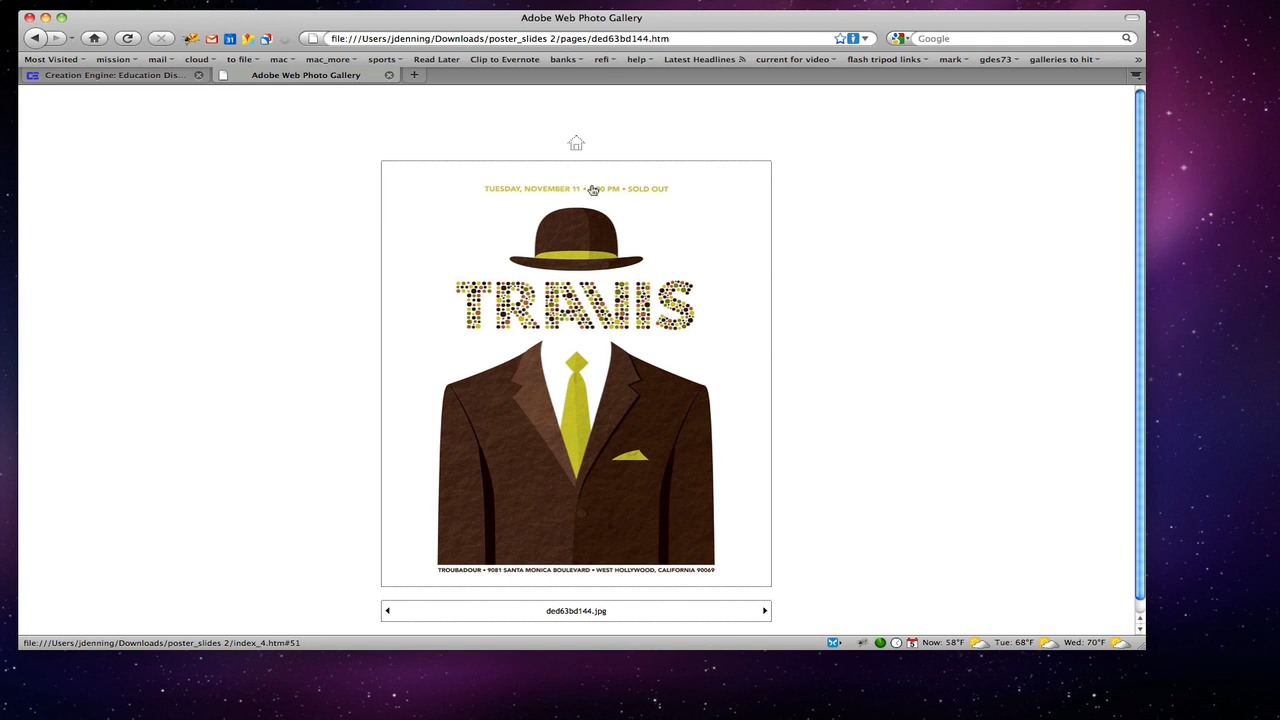 Adobe Web Photo Gallery
file:///Users/jdenning/Downloads/poster_slides 2/pages/ded63bd144.htm
Google
Most Visited mission mail cloud to file mac mac_more sports Read Later Clip to Evernote banks refi help Latest Headlines current for video flash tripod links mark gdes73 galleries to hit »
Creation Engine: Education Dis... Adobe Web Photo Gallery +
TUESDAY, NOVEMBER 11 • PM • SOLD OUT
TRAVIS
TROUBADOUR • 9081 SANTA MONICA BOULEVARD • WEST HOLLYWOOD, CALIFORNIA 90069
ded63bd144.jpg
file:///Users/jdenning/Downloads/poster_slides 2/index_4.htm#51
Now: 58°F Tue: 68°F Wed: 70°F